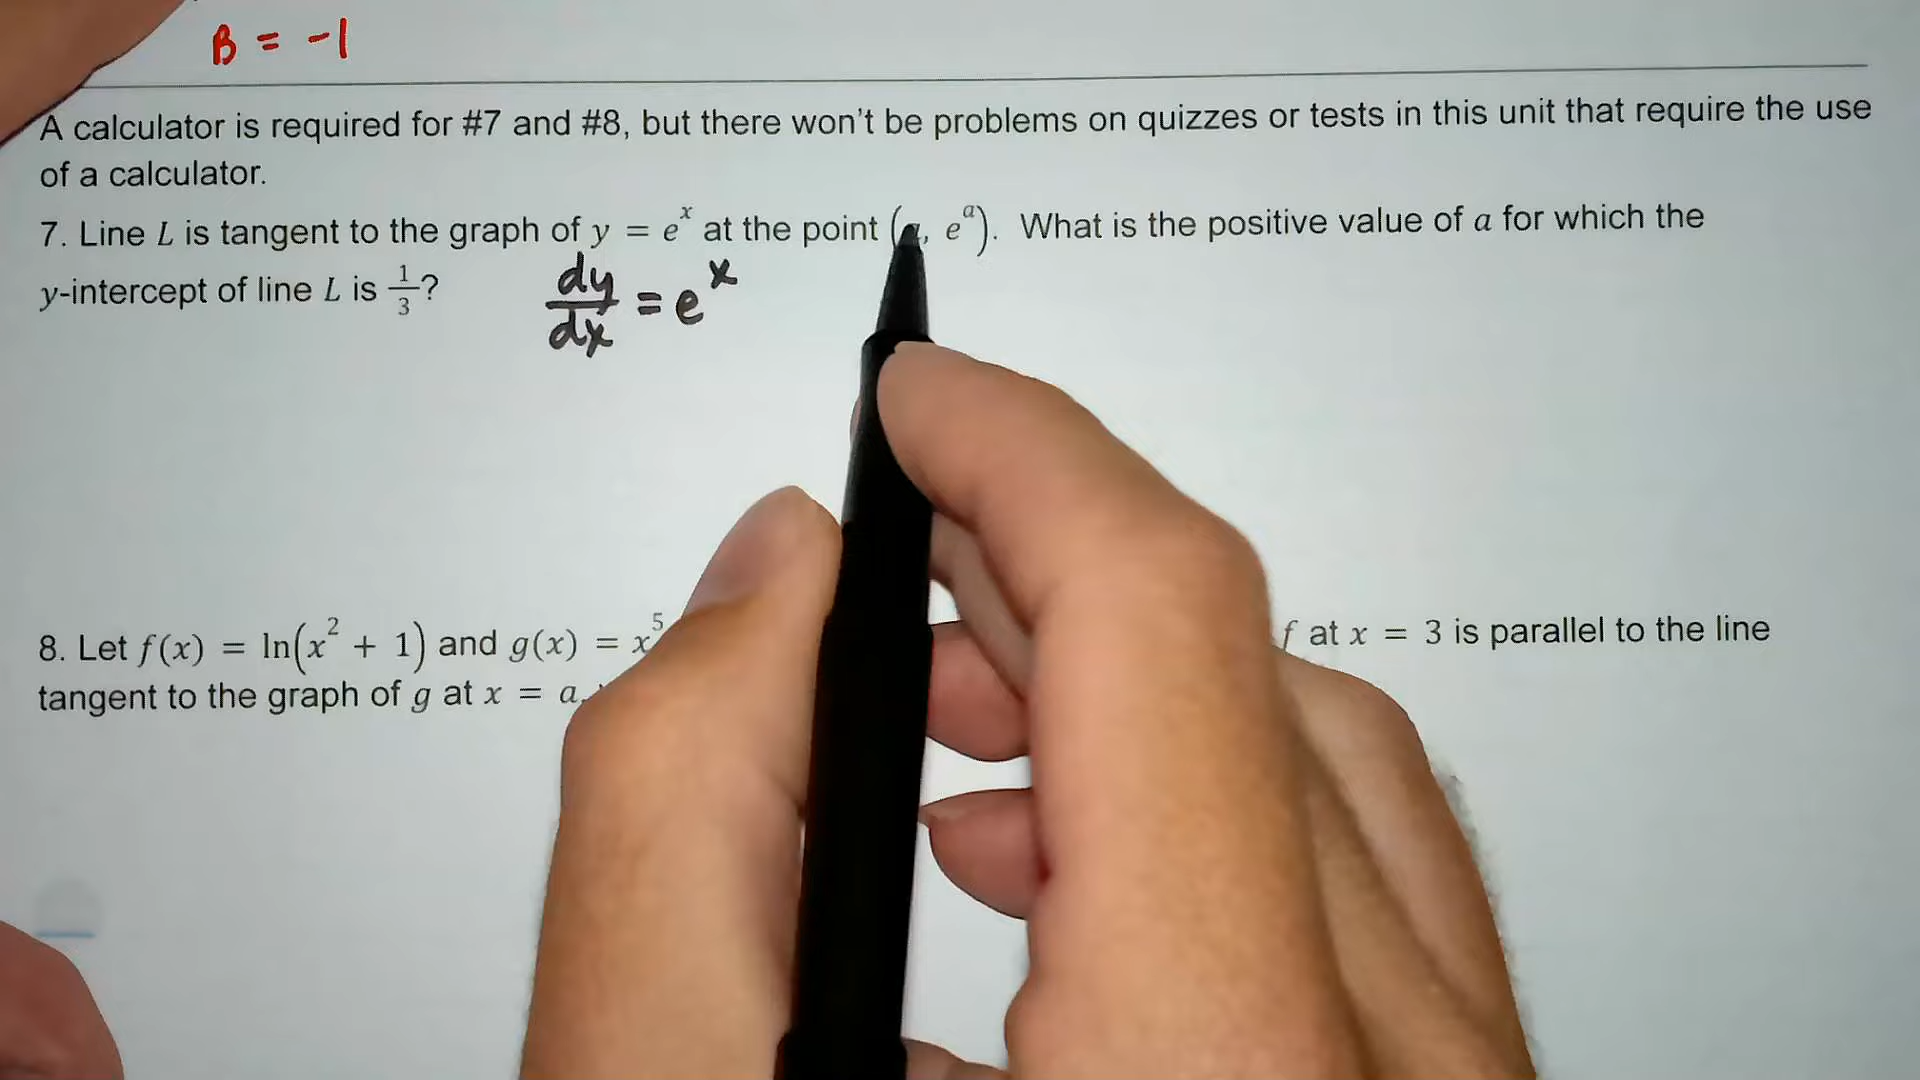 B = -1
A calculator is required for #7 and #8, but there won't be problems on quizzes or tests in this unit that require the use
of a calculator.
7. Line L is tangent to the graph of y = e^x at the point (a, e^a). What is the positive value of a for which the
y-intercept of line L is 1/3?
dy/dx = e^x
8. Let f(x) = ln(x^2 + 1) and g(x) = x^5 f at x = 3 is parallel to the line
tangent to the graph of g at x = a.